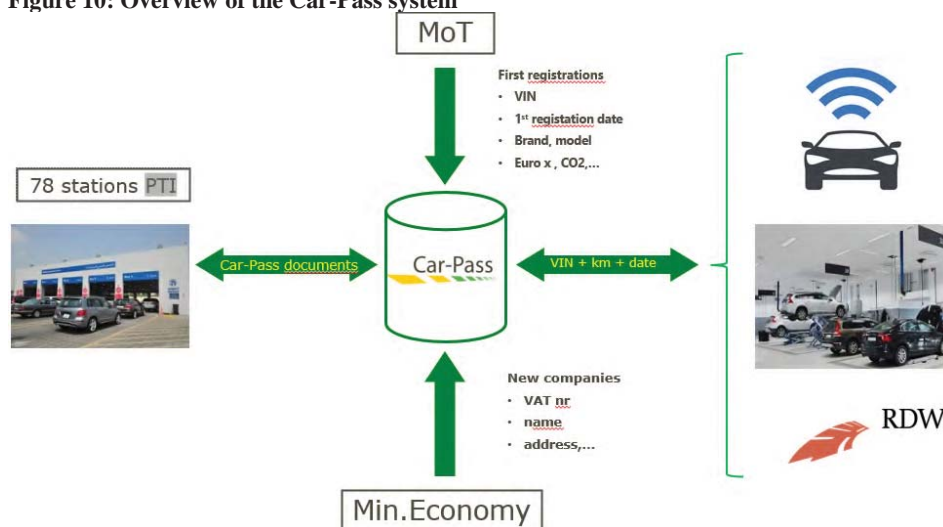 Figure 10: Overview of the Car-Pass system
MoT
First registrations
• VIN
• 1st registation date
• Brand, model
• Euro x , CO2,...
78 stations PTI
Car-Pass documents
Car-Pass
VIN + km + date
New companies
• VAT nr
• name
• address,...
RDW
Min.Economy